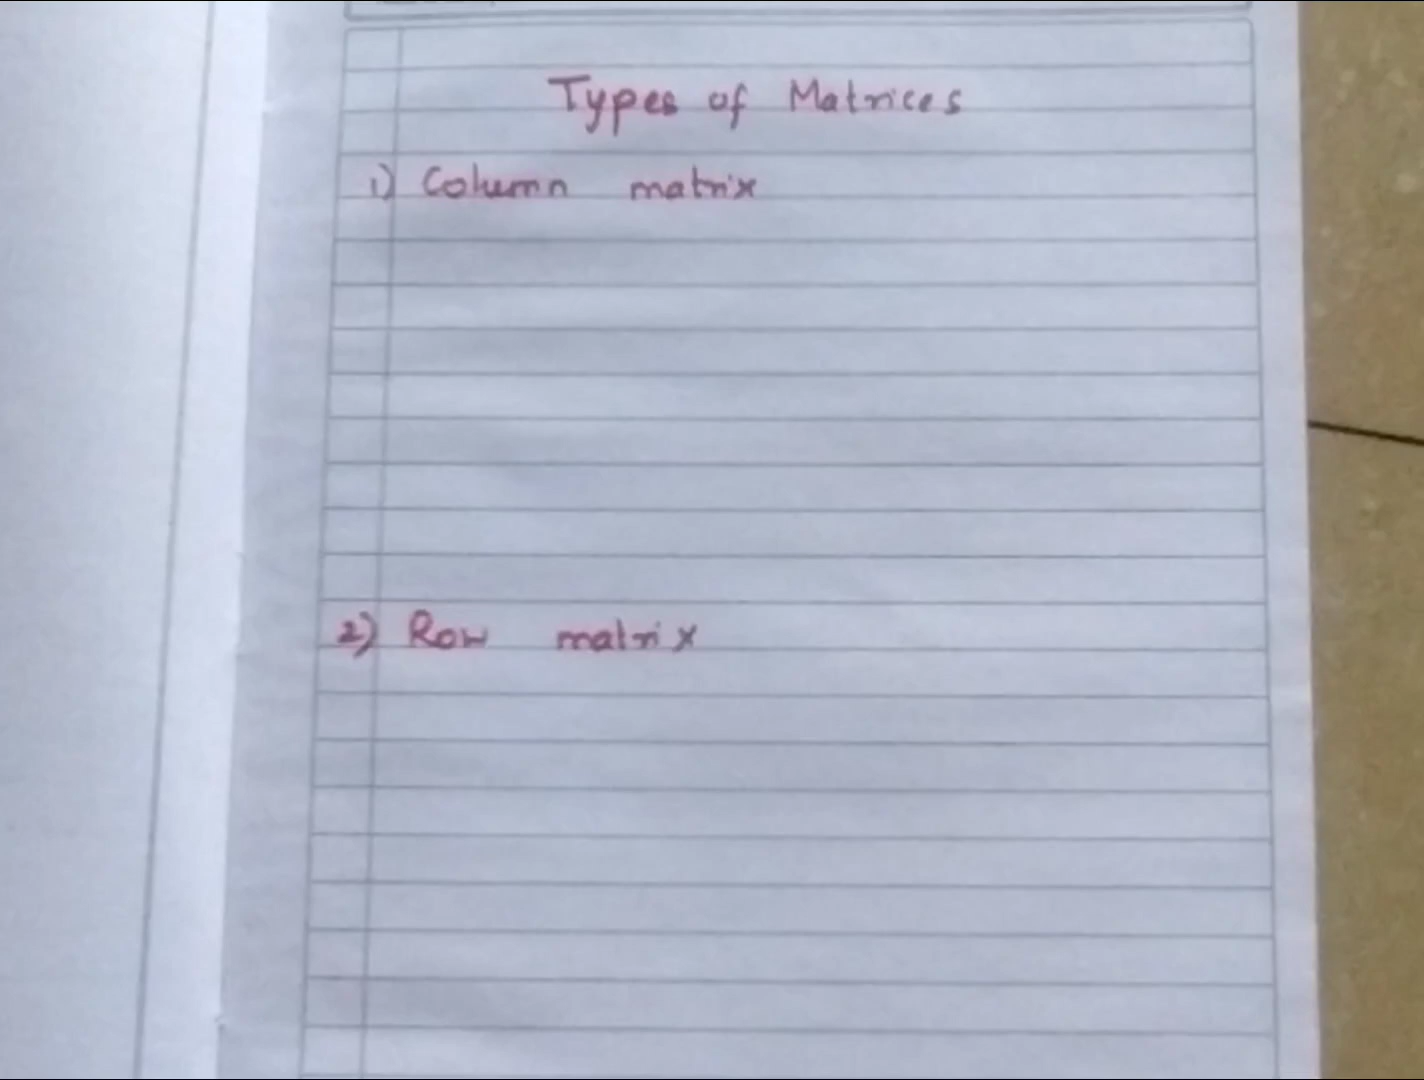 Types of Matrices
1) Column matrix
2) Row matrix